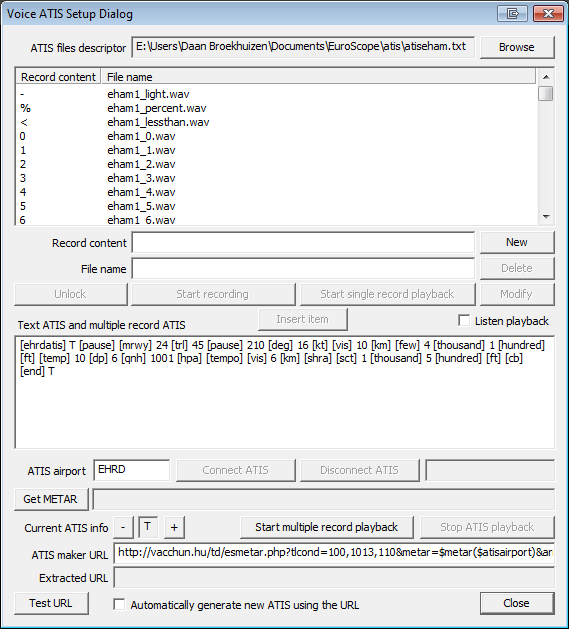 Voice ATIS Setup Dialog
ATIS files descriptor E:\Users\Daan Broekhuizen\Documents\EuroScope\atis\atiseham.txt Browse
Record content File name
- eham1_light.wav
% eham1_percent.wav
< eham1_lessthan.wav
0 eham1_0.wav
1 eham1_1.wav
2 eham1_2.wav
3 eham1_3.wav
4 eham1_4.wav
5 eham1_5.wav
6 eham1_6.wav
Record content New
File name Delete
Unlock Start recording Start single record playback Modify
Insert item
Text ATIS and multiple record ATIS Listen playback
[ehrdatis] T [pause] [mrwy] 24 [trl] 45 [pause] 210 [deg] 16 [kt] [vis] 10 [km] [few] 4 [thousand] 1 [hundred]
[ft] [temp] 10 [dp] 6 [qnh] 1001 [hpa] [tempo] [vis] 6 [km] [shra] [sct] 1 [thousand] 5 [hundred] [ft] [cb]
[end] T
ATIS airport EHRD Connect ATIS Disconnect ATIS
Get METAR
Current ATIS info - T + Start multiple record playback Stop ATIS playback
ATIS maker URL http://vacchun.hu/td/esmetar.php?tlcond=100,1013,110&metar=$metar($atisairport)&arr
Extracted URL
Test URL Automatically generate new ATIS using the URL Close